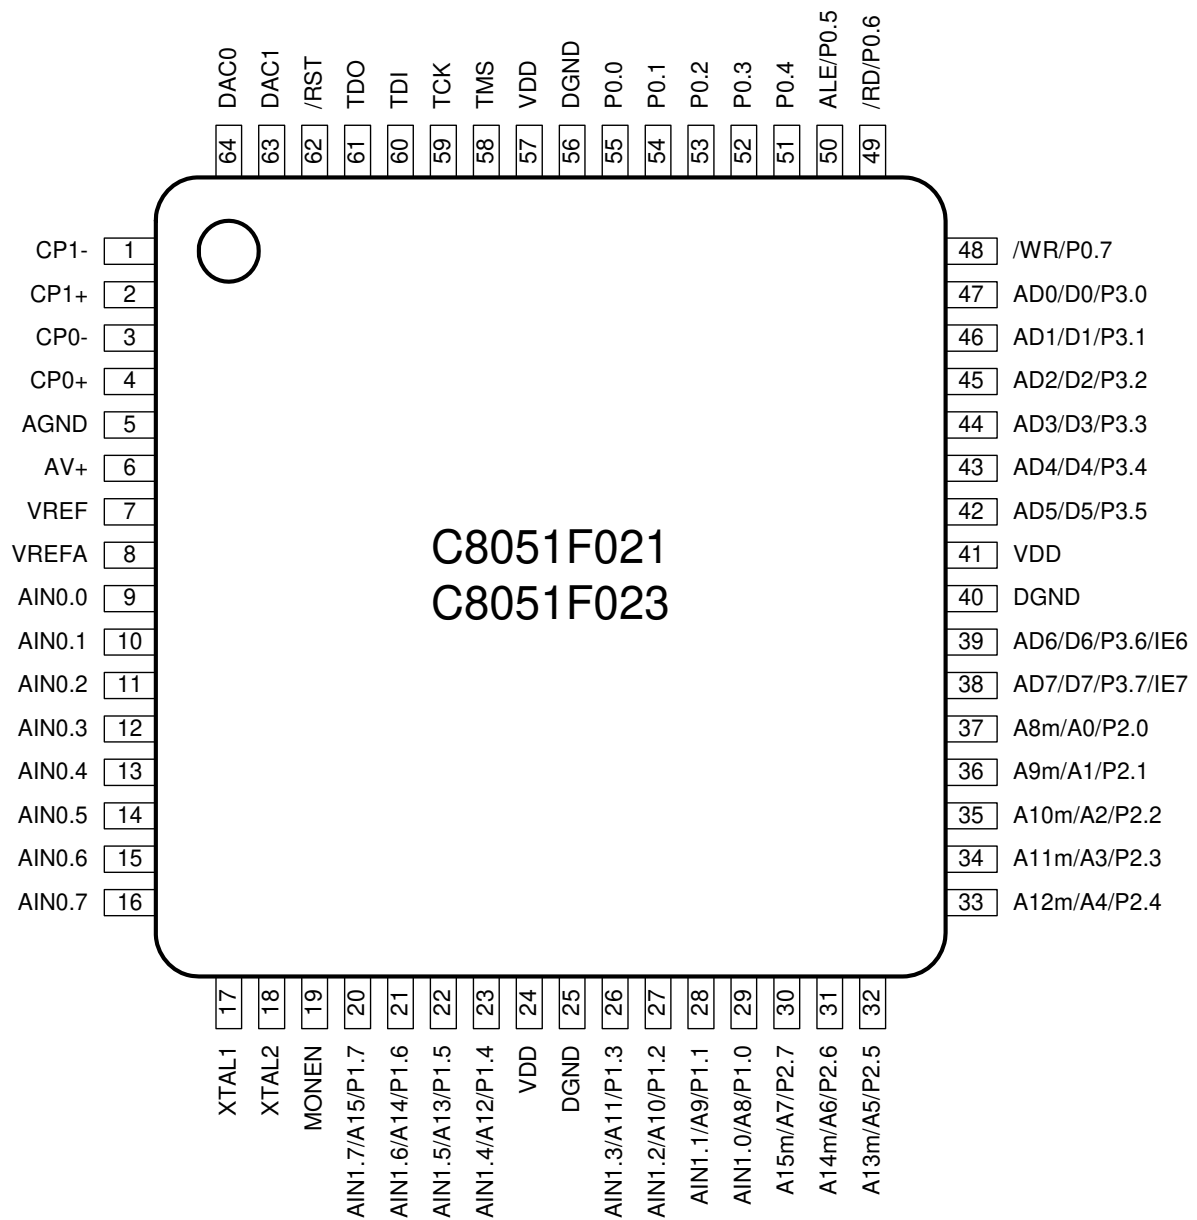 DAC0
DAC1
/RST
TDO
TDI
TCK
TMS
VDD
DGND
P0.0
P0.1
P0.2
P0.3
P0.4
ALE/P0.5
/RD/P0.6
64
63
62
61
60
59
58
57
56
55
54
53
52
51
50
49
CP1- 1
CP1+ 2
CP0- 3
CP0+ 4
AGND 5
AV+ 6
VREF 7
VREFA 8
AIN0.0 9
AIN0.1 10
AIN0.2 11
AIN0.3 12
AIN0.4 13
AIN0.5 14
AIN0.6 15
AIN0.7 16
C8051F021
C8051F023
48 /WR/P0.7
47 AD0/D0/P3.0
46 AD1/D1/P3.1
45 AD2/D2/P3.2
44 AD3/D3/P3.3
43 AD4/D4/P3.4
42 AD5/D5/P3.5
41 VDD
40 DGND
39 AD6/D6/P3.6/IE6
38 AD7/D7/P3.7/IE7
37 A8m/A0/P2.0
36 A9m/A1/P2.1
35 A10m/A2/P2.2
34 A11m/A3/P2.3
33 A12m/A4/P2.4
17
18
19
20
21
22
23
24
25
26
27
28
29
30
31
32
XTAL1
XTAL2
MONEN
AIN1.7/A15/P1.7
AIN1.6/A14/P1.6
AIN1.5/A13/P1.5
AIN1.4/A12/P1.4
VDD
DGND
AIN1.3/A11/P1.3
AIN1.2/A10/P1.2
AIN1.1/A9/P1.1
AIN1.0/A8/P1.0
A15m/A7/P2.7
A14m/A6/P2.6
A13m/A5/P2.5